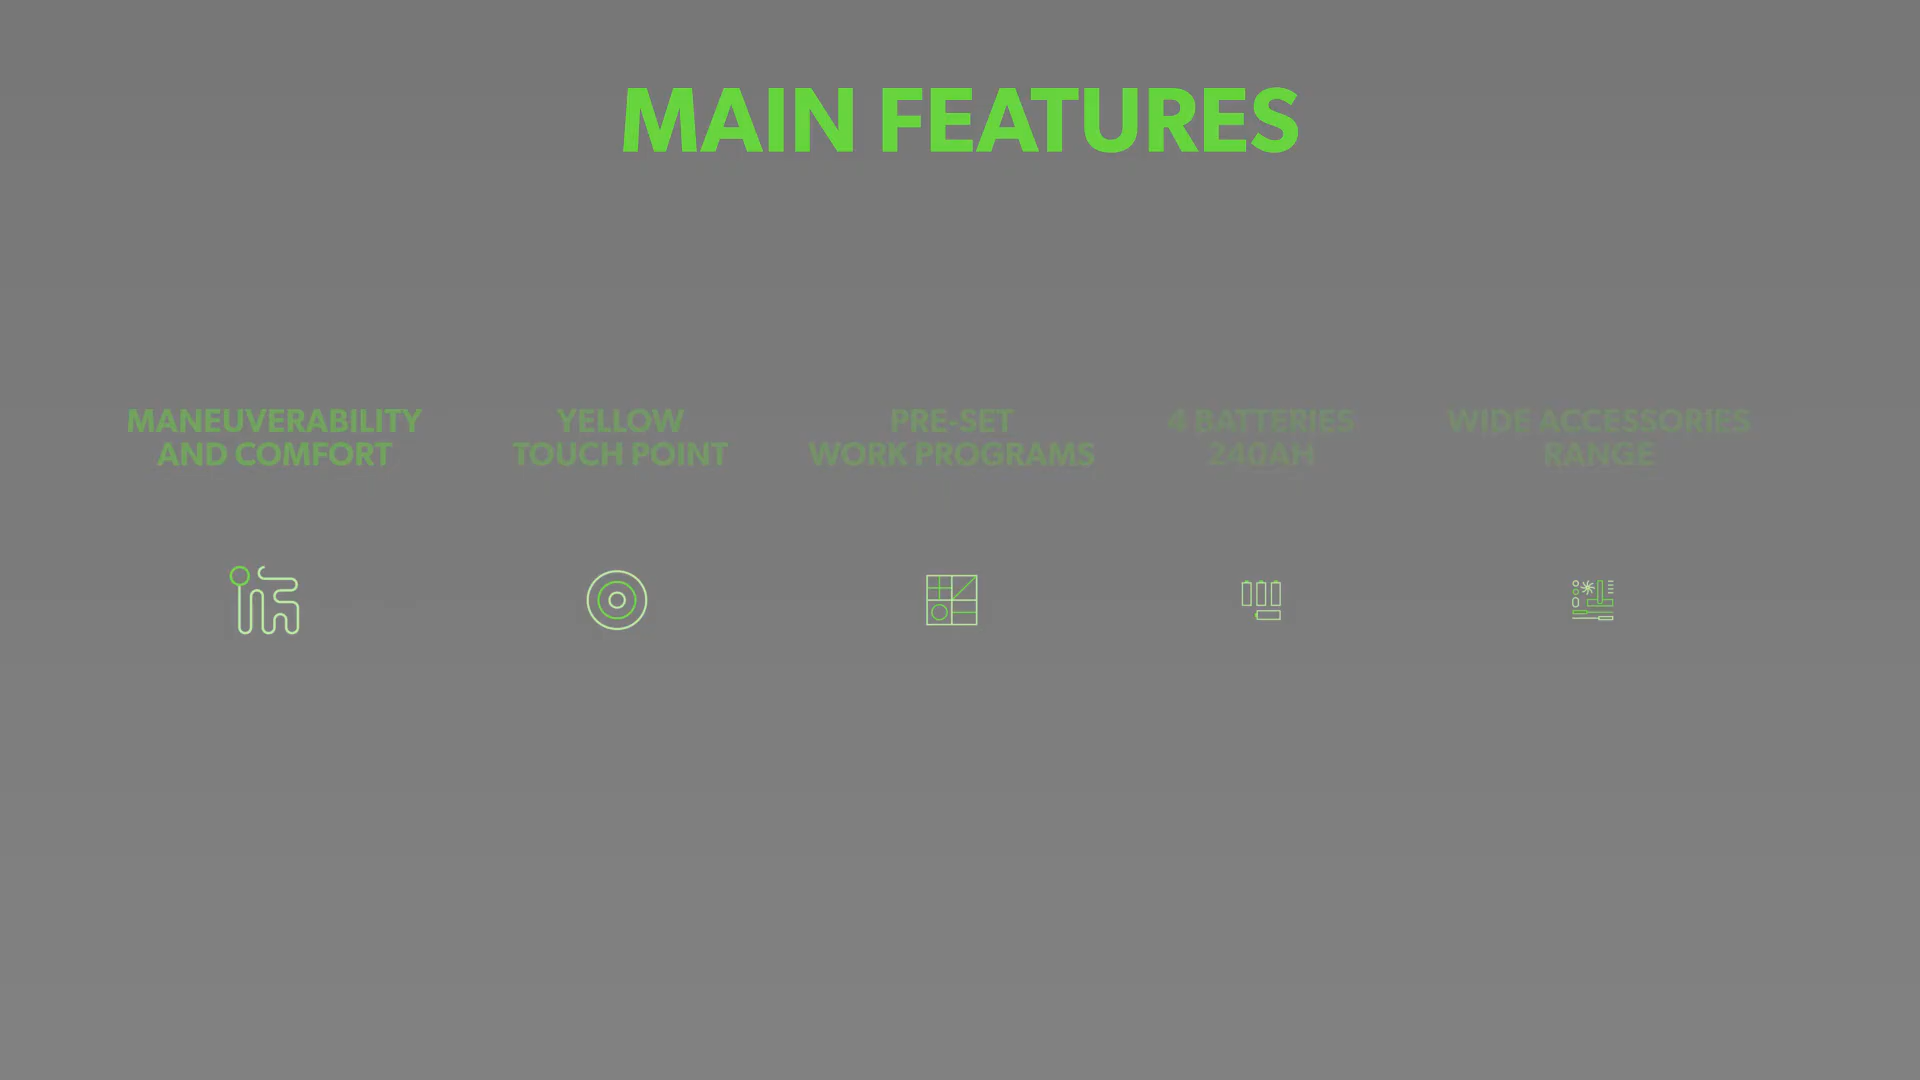 MAIN FEATURES
MANEUVERABILITY
AND COMFORT
YELLOW
TOUCH POINT
PRE-SET
WORK PROGRAMS
4 BATTERIES
240AH
WIDE ACCESSORIES
RANGE